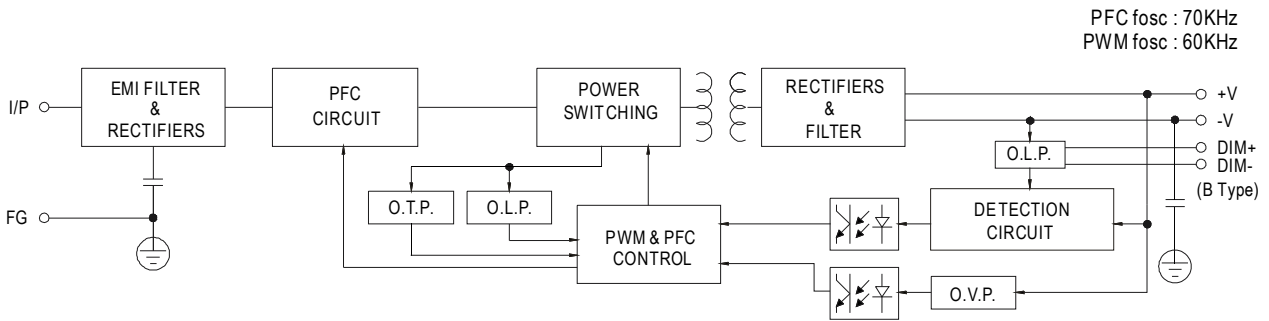 PFC fosc : 70KHz
PWM fosc : 60KHz
I/P
EMI FILTER
&
RECTIFIERS
PFC
CIRCUIT
POWER
SWITCHING
RECTIFIERS
&
FILTER
+V
-V
O.L.P.
DIM+
DIM-
(B Type)
FG
O.T.P.
O.L.P.
PWM & PFC
CONTROL
DETECTION
CIRCUIT
O.V.P.